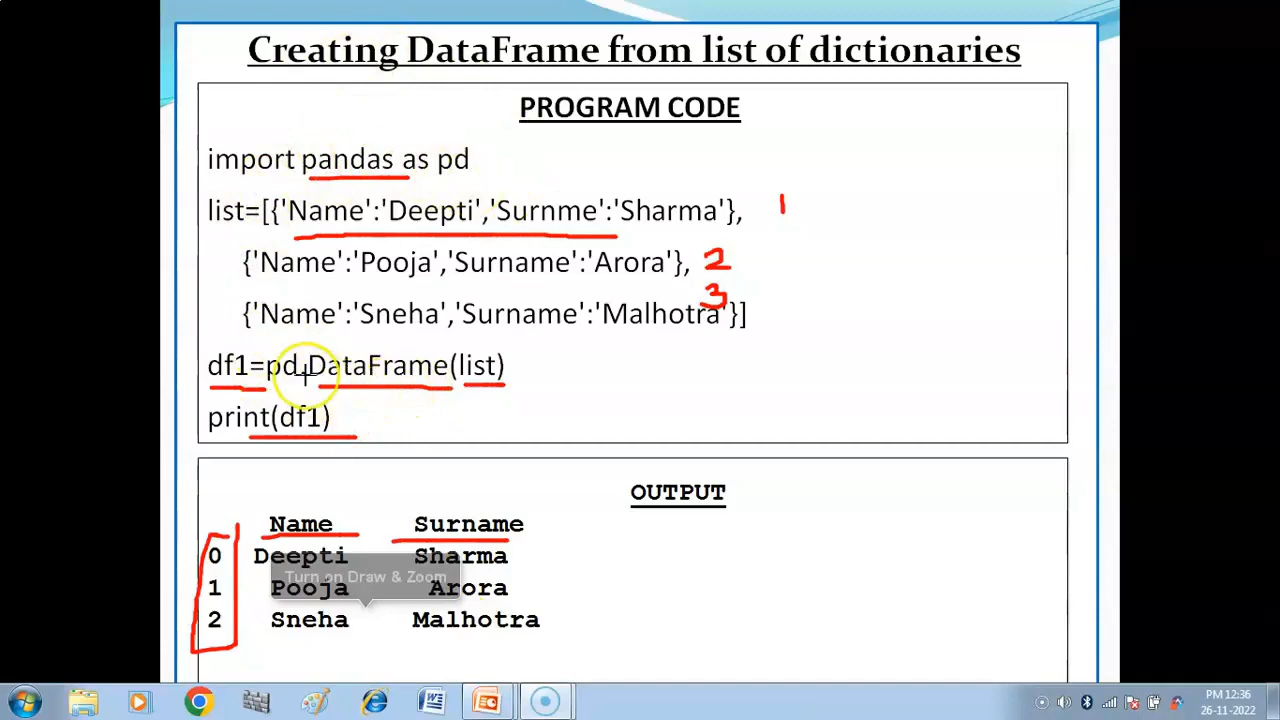 Creating DataFrame from list of dictionaries
PROGRAM CODE
import pandas as pd
list=[{'Name':'Deepti','Surnme':'Sharma'}, 1
{'Name':'Pooja','Surname':'Arora'}, 2
3
{'Name':'Sneha','Surname':'Malhotra'}]
df1=pd.DataFrame(list)
print(df1)
OUTPUT
Name Surname
0 Deepti Sharma
Turn on Draw & Zoom
1 Pooja Arora
2 Sneha Malhotra
PM 12:36
26-11-2022